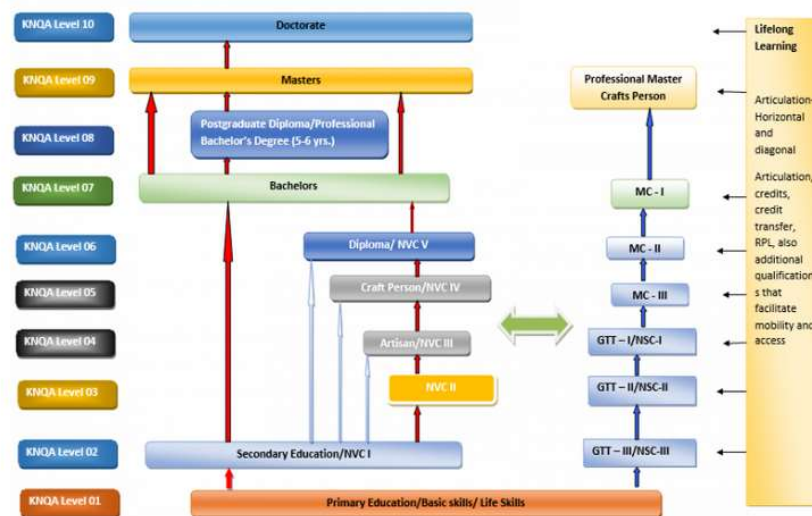 KNQA Level 10
Doctorate
KNQA Level 09
Masters
Professional Master
Crafts Person
KNQA Level 08
Postgraduate Diploma/Professional
Bachelor's Degree (5-6 yrs.)
KNQA Level 07
Bachelors
MC - I
KNQA Level 06
Diploma/ NVC V
MC - II
KNQA Level 05
Craft Person/NVC IV
MC - III
KNQA Level 04
Artisan/NVC III
GTT – I/NSC-I
KNQA Level 03
NVC II
GTT – II/NSC-II
KNQA Level 02
Secondary Education/NVC I
GTT – III/NSC-III
KNQA Level 01
Primary Education/Basic skills/ Life Skills
Lifelong
Learning
Articulation-
Horizontal
and
diagonal
Articulation,
credits,
credit
transfer,
RPL, also
additional
qualification
s that
facilitate
mobility and
access